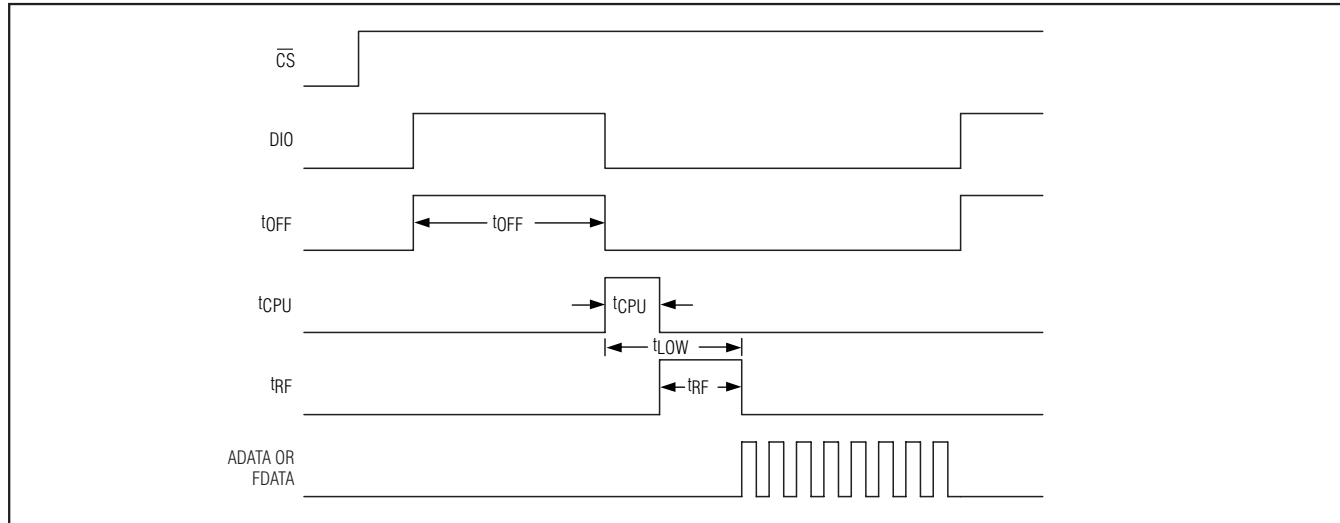 CS
DIO
tOFF
tOFF
tCPU
tCPU
tLOW
tRF
tRF
ADATA OR
FDATA